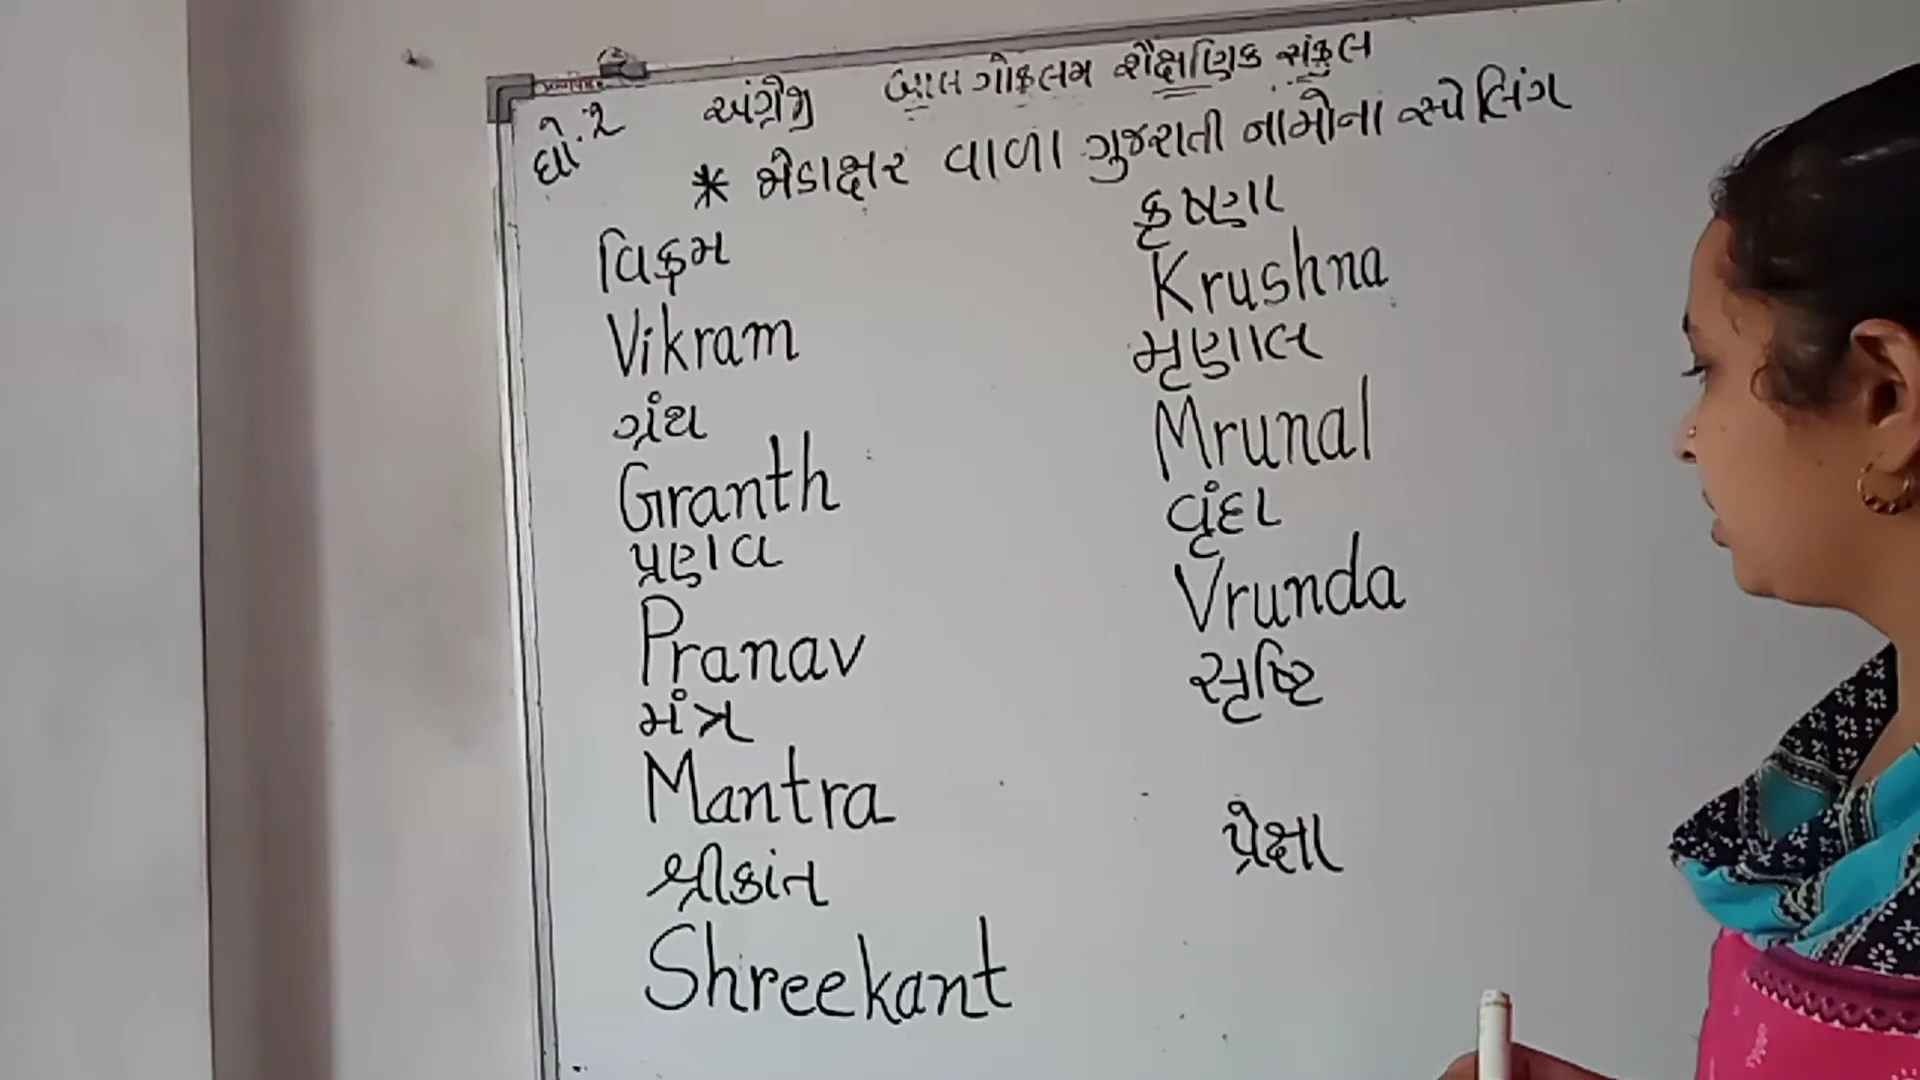 ધો. ૨ અંગ્રેજી બાલ ગોકુલમ શૈક્ષણિક સંકુલ
* જોડાક્ષર વાળા ગુજરાતી નામોના સ્પેલિંગ
વિક્રમ
Vikram
ગ્રંથ
Granth
પ્રણવ
Pranav
મંત્ર
Mantra
શ્રીકાંત
Shreekant
કૃષ્ણા
Krushna
મૃણાલ
Mrunal
વૃંદા
Vrunda
સૃષ્ટિ
પ્રેક્ષા